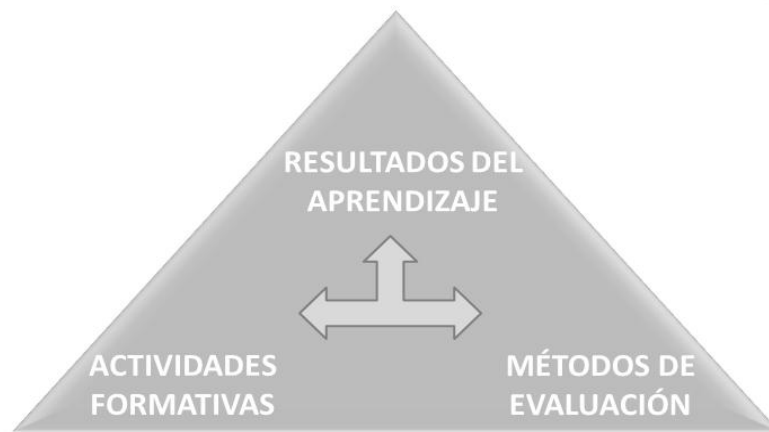 RESULTADOS DEL
APRENDIZAJE
ACTIVIDADES
FORMATIVAS
MÉTODOS DE
EVALUACIÓN